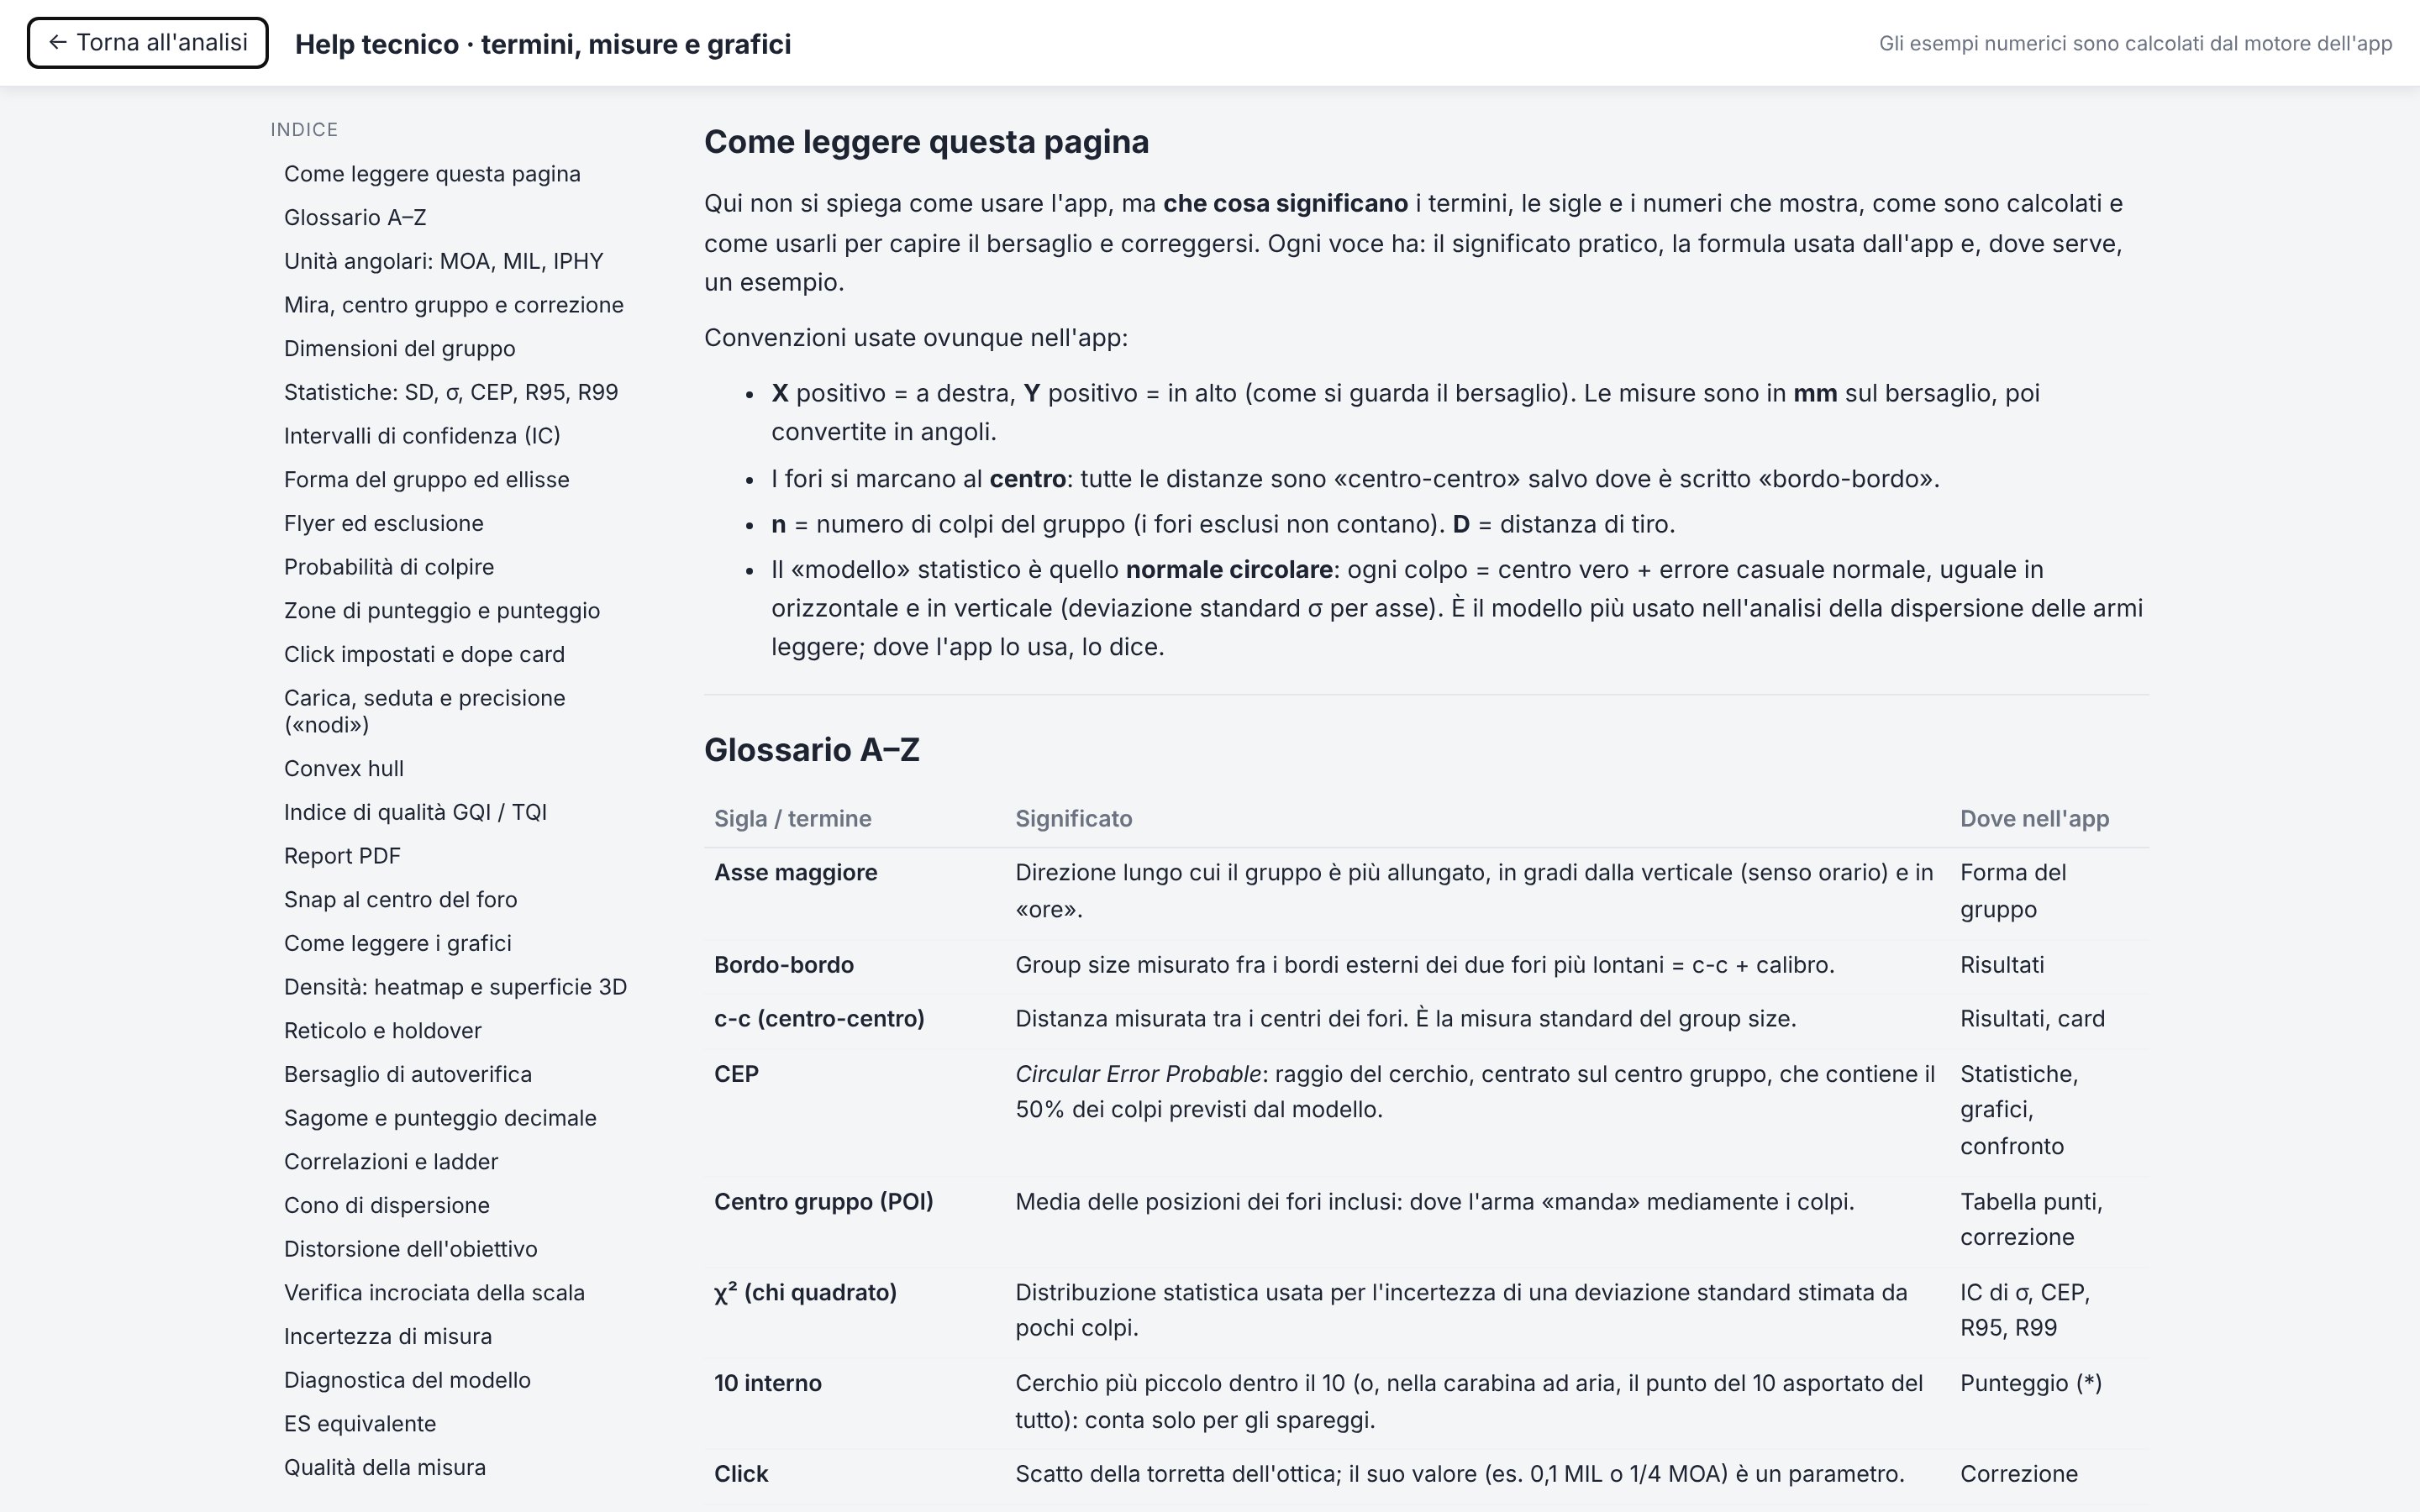 ← Torna all'analisi
Help tecnico · termini, misure e grafici
Gli esempi numerici sono calcolati dal motore dell'app
INDICE
Come leggere questa pagina
Glossario A–Z
Unità angolari: MOA, MIL, IPHY
Mira, centro gruppo e correzione
Dimensioni del gruppo
Statistiche: SD, σ, CEP, R95, R99
Intervalli di confidenza (IC)
Forma del gruppo ed ellisse
Flyer ed esclusione
Probabilità di colpire
Zone di punteggio e punteggio
Click impostati e dope card
Carica, seduta e precisione
(«nodi»)
Convex hull
Indice di qualità GQI / TQI
Report PDF
Snap al centro del foro
Come leggere i grafici
Densità: heatmap e superficie 3D
Reticolo e holdover
Bersaglio di autoverifica
Sagome e punteggio decimale
Correlazioni e ladder
Cono di dispersione
Distorsione dell'obiettivo
Verifica incrociata della scala
Incertezza di misura
Diagnostica del modello
ES equivalente
Qualità della misura
Come leggere questa pagina
Qui non si spiega come usare l'app, ma che cosa significano i termini, le sigle e i numeri che mostra, come sono calcolati e
come usarli per capire il bersaglio e correggersi. Ogni voce ha: il significato pratico, la formula usata dall'app e, dove serve,
un esempio.
Convenzioni usate ovunque nell'app:
• X positivo = a destra, Y positivo = in alto (come si guarda il bersaglio). Le misure sono in mm sul bersaglio, poi
convertite in angoli.
• I fori si marcano al centro: tutte le distanze sono «centro-centro» salvo dove è scritto «bordo-bordo».
• n = numero di colpi del gruppo (i fori esclusi non contano). D = distanza di tiro.
• Il «modello» statistico è quello normale circolare: ogni colpo = centro vero + errore casuale normale, uguale in
orizzontale e in verticale (deviazione standard σ per asse). È il modello più usato nell'analisi della dispersione delle armi
leggere; dove l'app lo usa, lo dice.
Glossario A–Z
Sigla / termine Significato Dove nell'app
Asse maggiore Direzione lungo cui il gruppo è più allungato, in gradi dalla verticale (senso orario) e in Forma del
«ore». gruppo
Bordo-bordo Group size misurato fra i bordi esterni dei due fori più lontani = c-c + calibro. Risultati
c-c (centro-centro) Distanza misurata tra i centri dei fori. È la misura standard del group size. Risultati, card
CEP Circular Error Probable: raggio del cerchio, centrato sul centro gruppo, che contiene il Statistiche,
50% dei colpi previsti dal modello. grafici,
confronto
Centro gruppo (POI) Media delle posizioni dei fori inclusi: dove l'arma «manda» mediamente i colpi. Tabella punti,
correzione
χ² (chi quadrato) Distribuzione statistica usata per l'incertezza di una deviazione standard stimata da IC di σ, CEP,
pochi colpi. R95, R99
10 interno Cerchio più piccolo dentro il 10 (o, nella carabina ad aria, il punto del 10 asportato del Punteggio (*)
tutto): conta solo per gli spareggi.
Click Scatto della torretta dell'ottica; il suo valore (es. 0,1 MIL o 1/4 MOA) è un parametro. Correzione